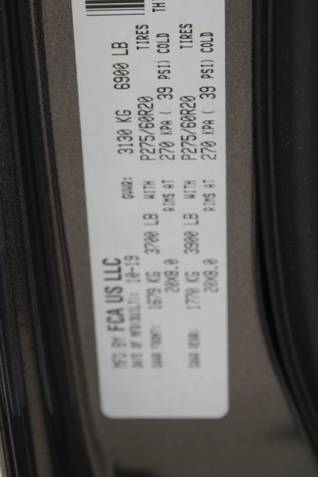 MFD BY FCA US LLC
DATE OF MFD(BUILT): 10-19 GVWR: 3130 KG 6900 LB
GAWR FRONT: 1679 KG 3700 LB WITH P275/60R20 TIRES
20X8.0 RIMS AT 270 KPA ( 39 PSI) COLD
GAWR REAR: 1770 KG 3900 LB WITH P275/60R20 TIRES
20X8.0 RIMS AT 270 KPA ( 39 PSI) COLD